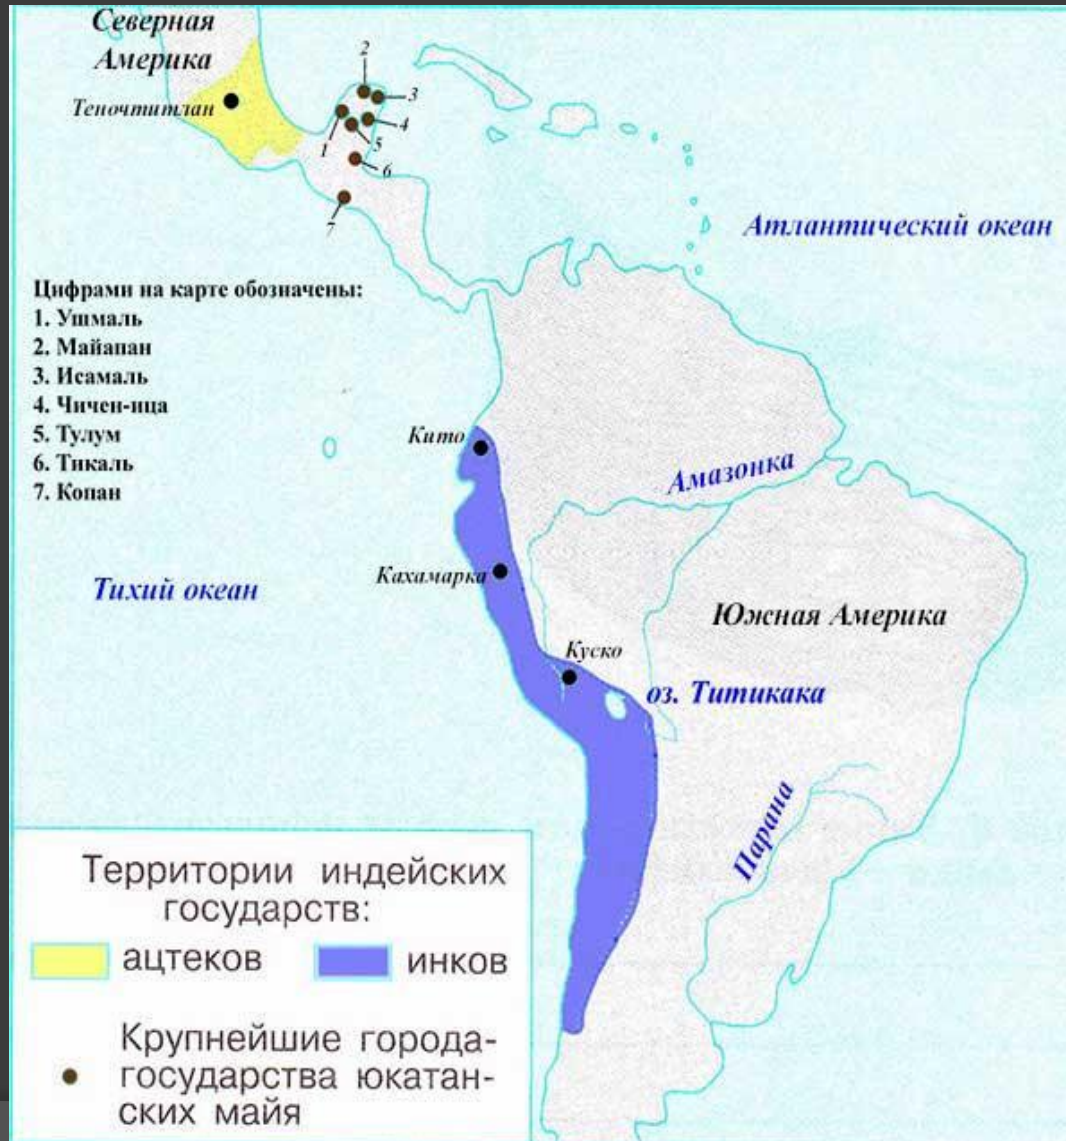 Северная
Америка
Теночтитлан
2
3
4
1
5
6
7
Атлантический океан
Цифрами на карте обозначены:
1. Ушмаль
2. Майапан
3. Исамаль
4. Чичен-ица
5. Тулум
6. Тикаль
7. Копан
Кито
Амазонка
Кахамарка
Тихий океан
Южная Америка
Куско
оз. Титикака
Парана
Территории индейских
государств:
ацтеков
инков
Крупнейшие города-
государства юкатан-
ских майя